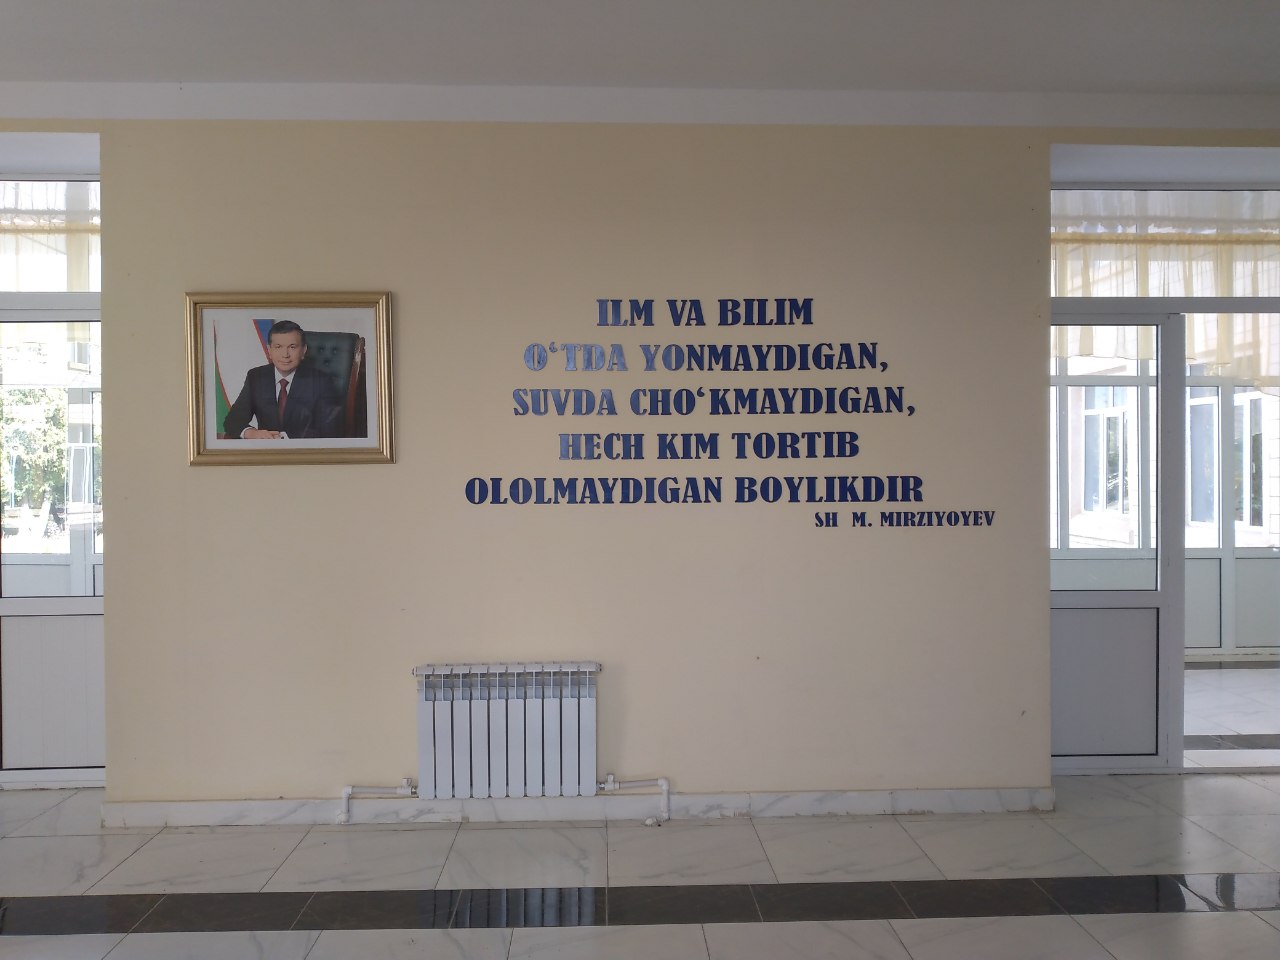 ILM VA BILIM
O‘TDA YONMAYDIGAN,
SUVDA CHO‘KMAYDIGAN,
HECH KIM TORTIB
OLOLMAYDIGAN BOYLIKDIR
SH M. MIRZIYOYEV